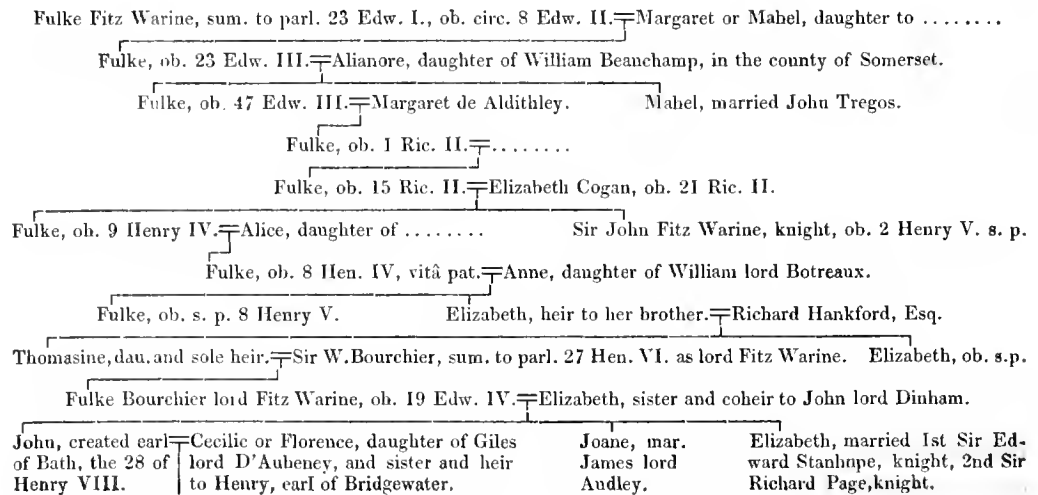 Fulke Fitz Warine, sum. to parl. 23 Edw. I., ob. circ. 8 Edw. II.=Margaret or Mabel, daughter to ........
Fulke, ob. 23 Edw. III.=Alianore, daughter of William Beauchamp, in the county of Somerset.
Fulke, ob. 47 Edw. III.=Margaret de Aldithley. Mabel, married John Tregos.
Fulke, ob. 1 Ric. II.=........
Fulke, ob. 15 Ric. II.=Elizabeth Cogan, ob. 21 Ric. II.
Fulke, ob. 9 Henry IV.=Alice, daughter of ........ Sir John Fitz Warine, knight, ob. 2 Henry V. s. p.
Fulke, ob. 8 Hen. IV, vitâ pat.=Anne, daughter of William lord Botreaux.
Fulke, ob. s. p. 8 Henry V. Elizabeth, heir to her brother.=Richard Hankford, Esq.
Thomasine, dau. and sole heir.=Sir W. Bourchier, sum. to parl. 27 Hen. VI. as lord Fitz Warine. Elizabeth, ob. s.p.
Fulke Bourchier lord Fitz Warine, ob. 19 Edw. IV.=Elizabeth, sister and coheir to John lord Dinham.
John, created earl=Cecilie or Florence, daughter of Giles Joane, mar. Elizabeth, married 1st Sir Ed-
of Bath, the 28 of lord D'Aubeney, and sister and heir James lord ward Stanhope, knight, 2nd Sir
Henry VIII. to Henry, earl of Bridgewater. Audley. Richard Page, knight.